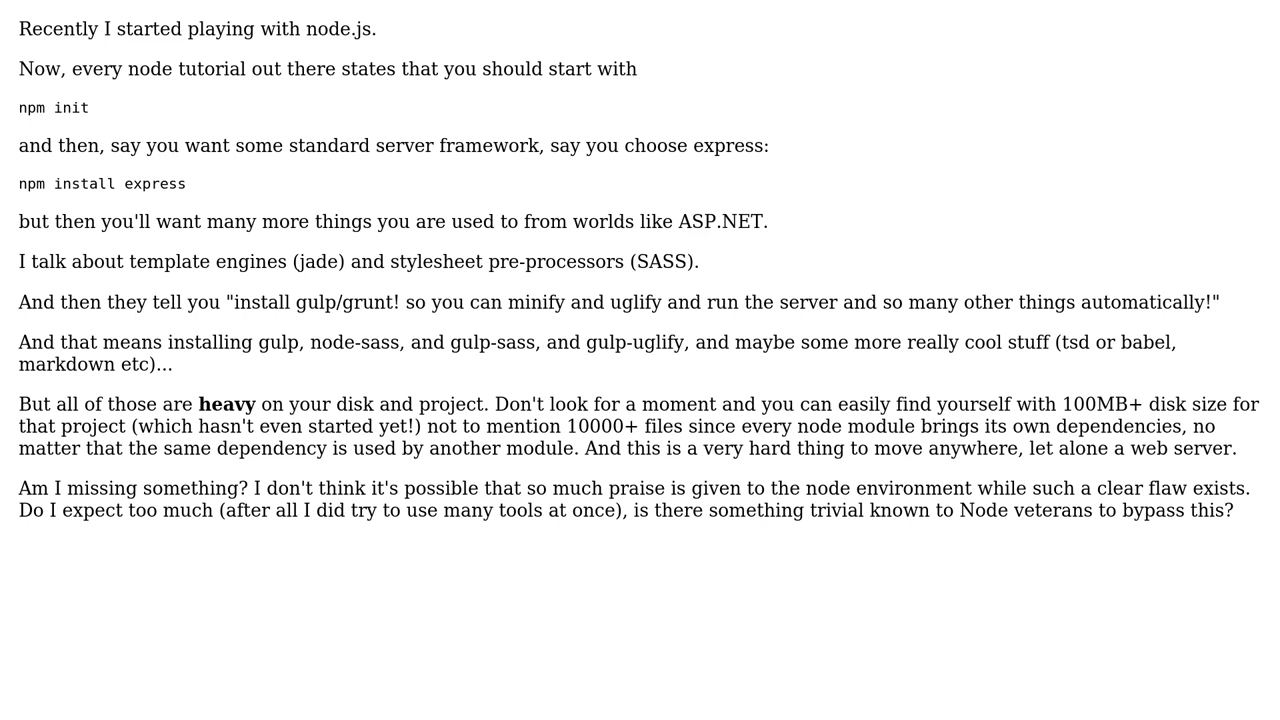 Recently I started playing with node.js.
Now, every node tutorial out there states that you should start with
npm init
and then, say you want some standard server framework, say you choose express:
npm install express
but then you'll want many more things you are used to from worlds like ASP.NET.
I talk about template engines (jade) and stylesheet pre-processors (SASS).
And then they tell you "install gulp/grunt! so you can minify and uglify and run the server and so many other things automatically!"
And that means installing gulp, node-sass, and gulp-sass, and gulp-uglify, and maybe some more really cool stuff (tsd or babel,
markdown etc)...
But all of those are heavy on your disk and project. Don't look for a moment and you can easily find yourself with 100MB+ disk size for
that project (which hasn't even started yet!) not to mention 10000+ files since every node module brings its own dependencies, no
matter that the same dependency is used by another module. And this is a very hard thing to move anywhere, let alone a web server.
Am I missing something? I don't think it's possible that so much praise is given to the node environment while such a clear flaw exists.
Do I expect too much (after all I did try to use many tools at once), is there something trivial known to Node veterans to bypass this?